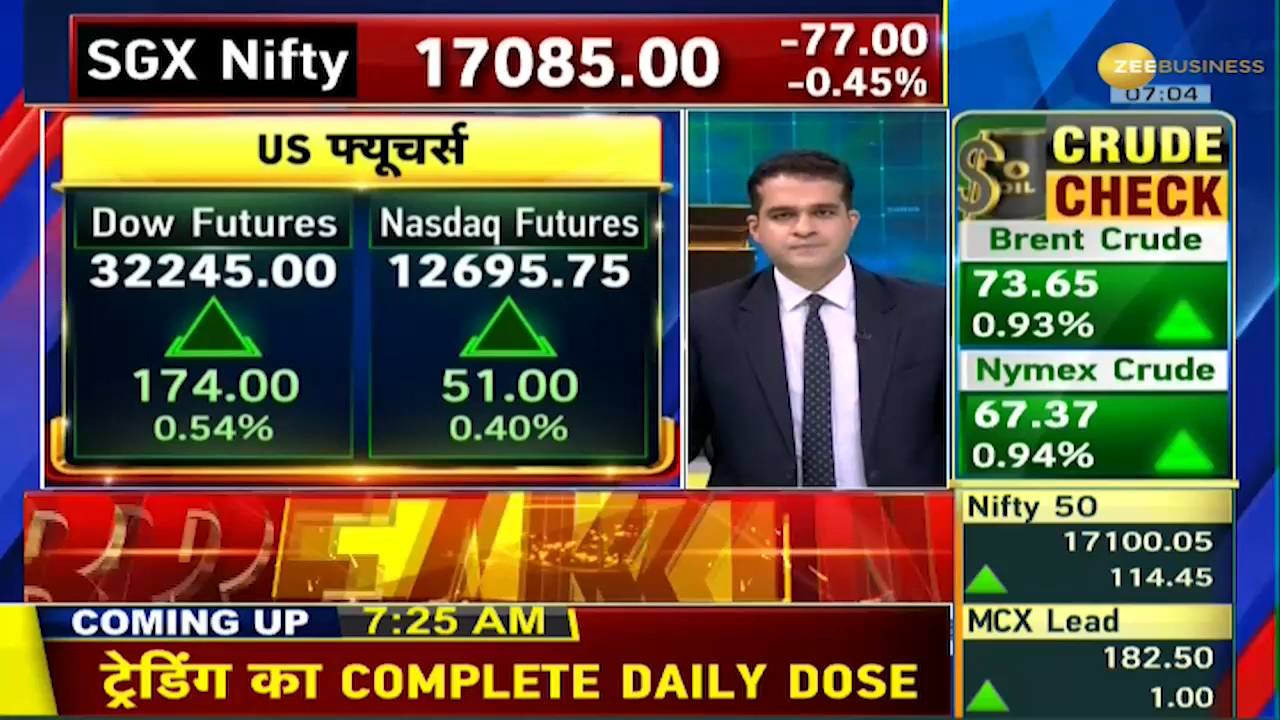 SGX Nifty
17085.00
-77.00
-0.45%
ZEEBUSINESS
07:04
US फ्यूचर्स
Dow Futures
32245.00
174.00
0.54%
Nasdaq Futures
12695.75
51.00
0.40%
OIL
CRUDE
CHECK
Brent Crude
73.65
0.93%
Nymex Crude
67.37
0.94%
Nifty 50
17100.05
114.45
MCX Lead
182.50
1.00
COMING UP 7:25 AM
ट्रेडिंग का COMPLETE DAILY DOSE